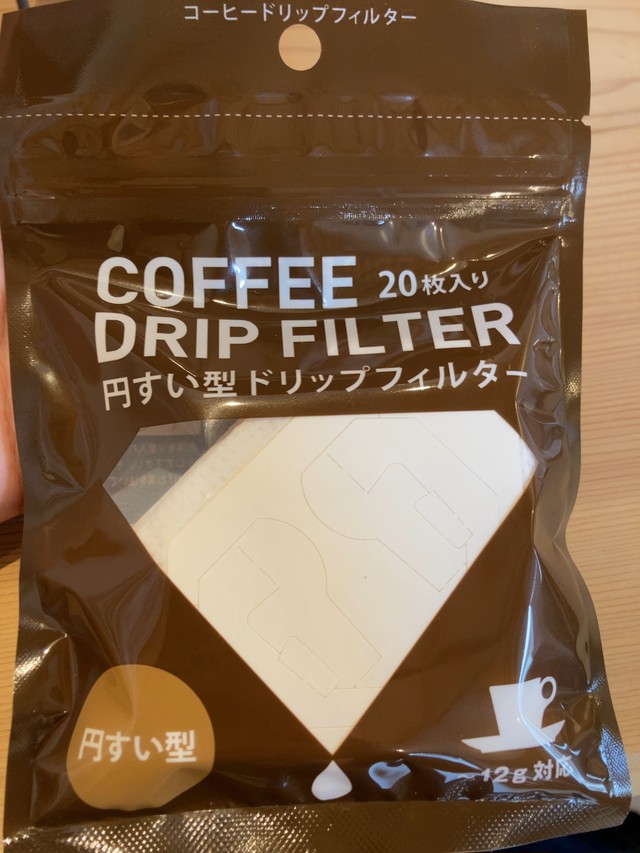 コーヒードリップフィルター
COFFEE 20枚入り
DRIP FILTER
円すい型ドリップフィルター
円すい型
12g対応